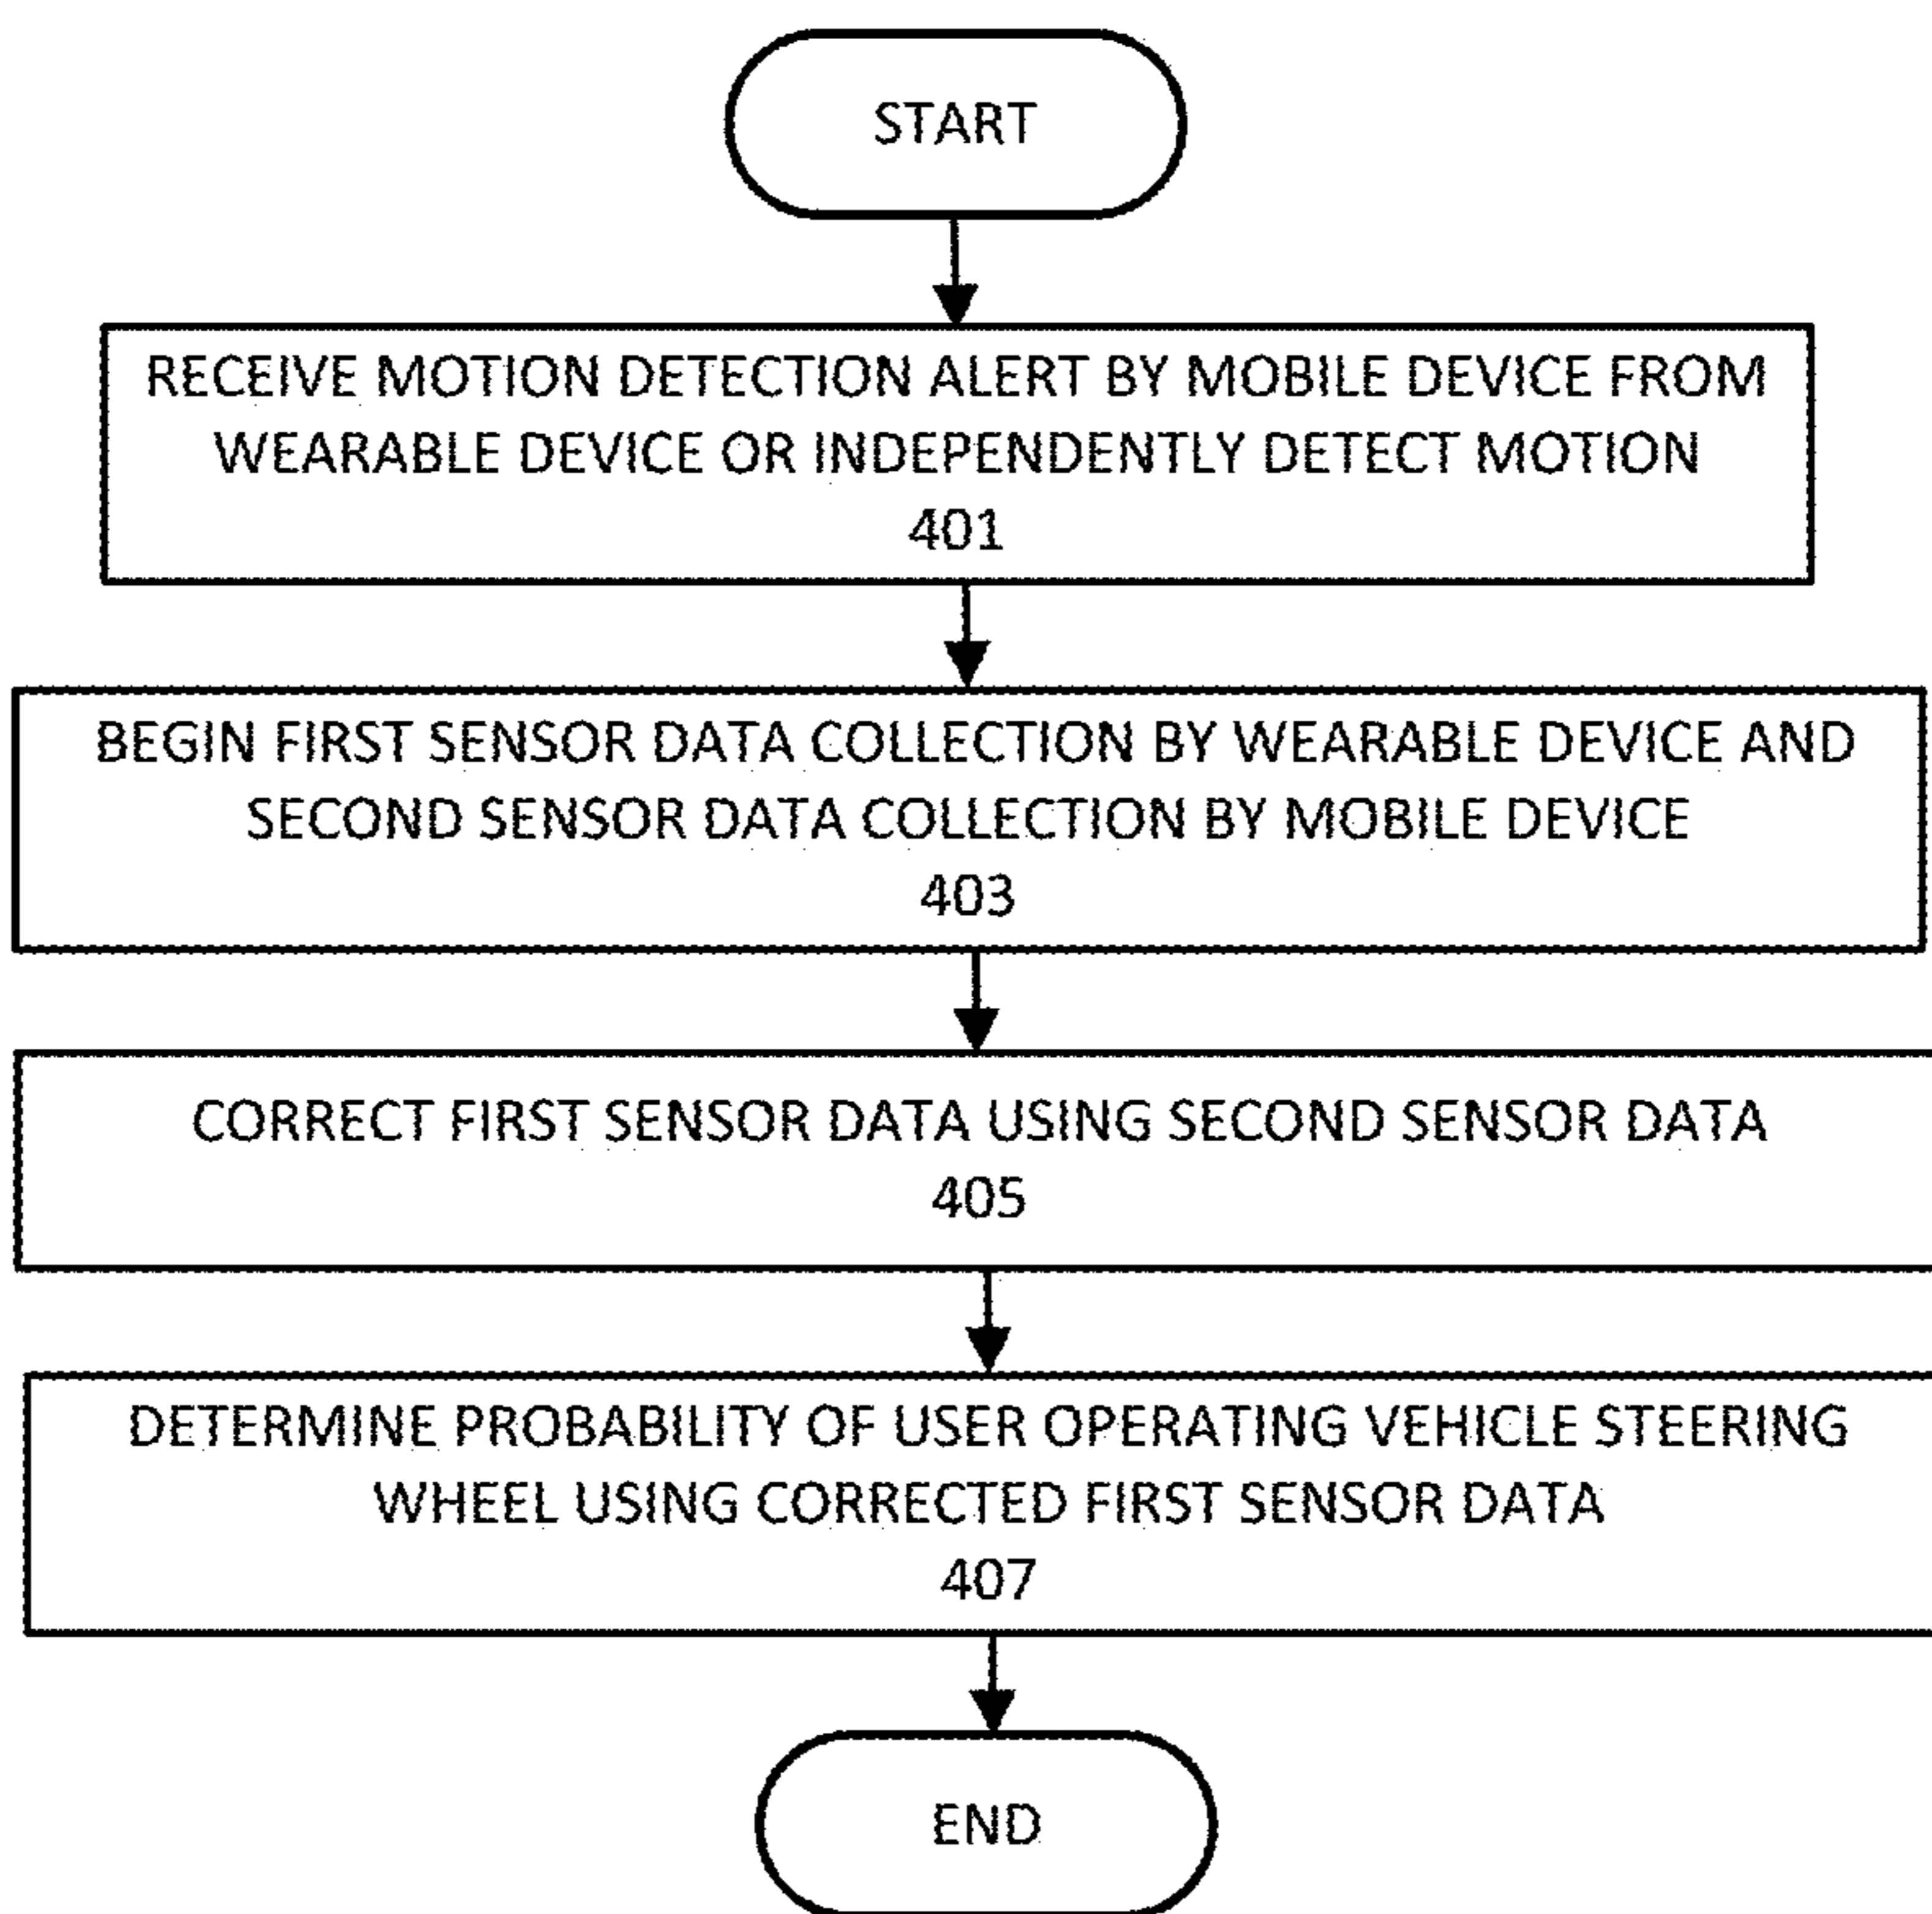 START
RECEIVE MOTION DETECTION ALERT BY MOBILE DEVICE FROM
WEARABLE DEVICE OR INDEPENDENTLY DETECT MOTION
401
BEGIN FIRST SENSOR DATA COLLECTION BY WEARABLE DEVICE AND
SECOND SENSOR DATA COLLECTION BY MOBILE DEVICE
403
CORRECT FIRST SENSOR DATA USING SECOND SENSOR DATA
405
DETERMINE PROBABILITY OF USER OPERATING VEHICLE STEERING
WHEEL USING CORRECTED FIRST SENSOR DATA
407
END